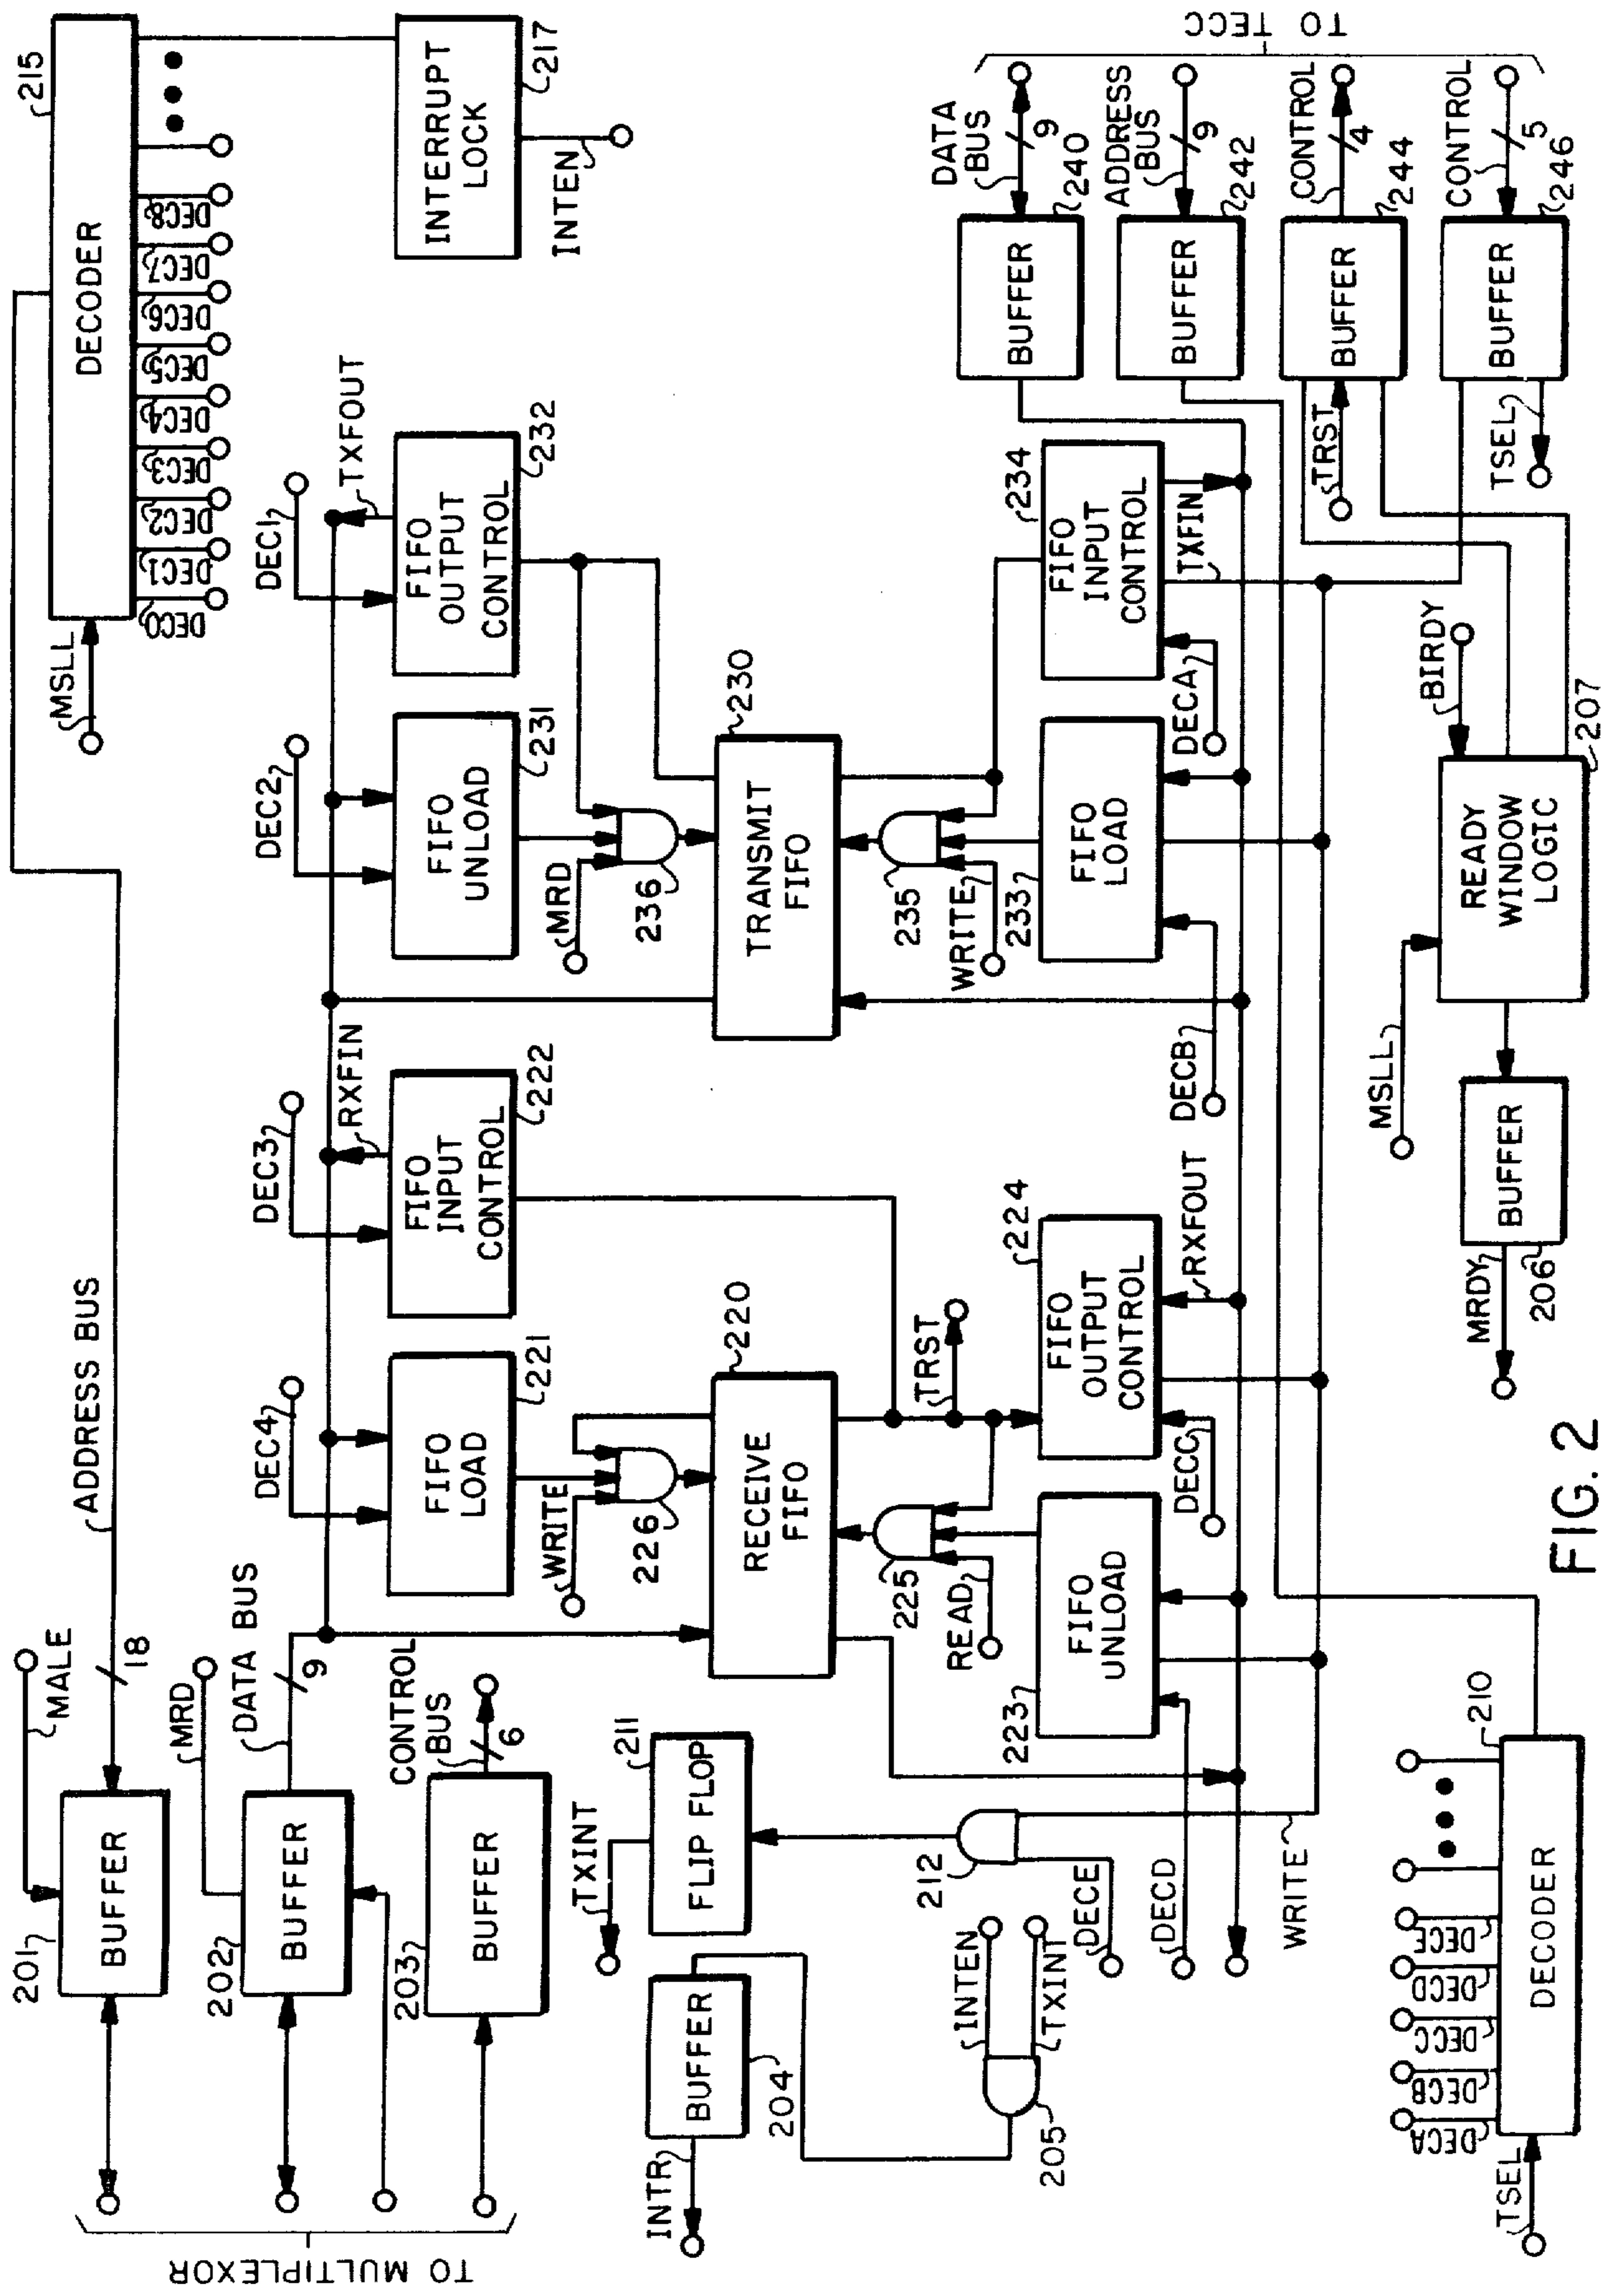 215
DECODER
MSLL
DEC0
DEC1
DEC2
DEC3
DEC4
DEC5
DEC6
DEC7
DEC8
INTERRUPT
LOCK
217
INTEN
ADDRESS BUS
18
MALE
201
BUFFER
MRD
202
BUFFER
DATA BUS
9
203
BUFFER
CONTROL
BUS
6
TO MULTIPLEXOR
DEC4
FIFO
LOAD
221
DEC3
RXFIN
FIFO
INPUT
CONTROL
222
DEC2
FIFO
UNLOAD
231
DEC1
TXFOUT
FIFO
OUTPUT
CONTROL
232
WRITE
226
RECEIVE
FIFO
220
MRD
236
TRANSMIT
FIFO
230
TRST
READ
225
WRITE
235
211
FLIP FLOP
TXINT
BUFFER
204
INTR
INTEN
TXINT
205
212
DECE
DECD
WRITE
223
FIFO
UNLOAD
DECC
224
FIFO
OUTPUT
CONTROL
RXFOUT
DECB
233
FIFO
LOAD
DECA
234
FIFO
INPUT
CONTROL
TXFIN
DATA
BUS
9
BUFFER
240
ADDRESS
BUS
9
BUFFER
242
CONTROL
4
BUFFER
244
TRST
CONTROL
5
BUFFER
246
TSEL
TO TECC
BIRDY
READY
WINDOW
LOGIC
207
MSLL
BUFFER
206
MRDY
210
DECODER
DECA
DECB
DECC
DECD
DECE
TSEL
FIG. 2